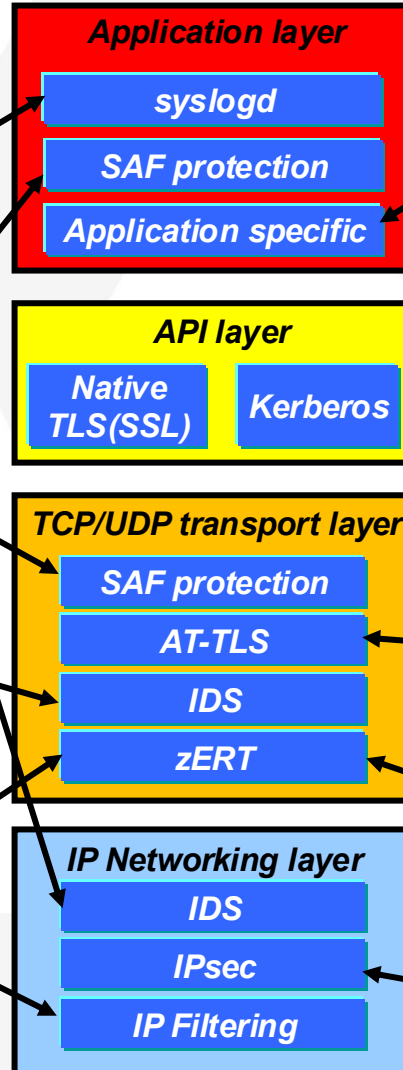 Application layer
syslogd
SAF protection
Application specific
API layer
Native
TLS(SSL)
Kerberos
TCP/UDP transport layer
SAF protection
AT-TLS
IDS
zERT
IP Networking layer
IDS
IPsec
IP Filtering